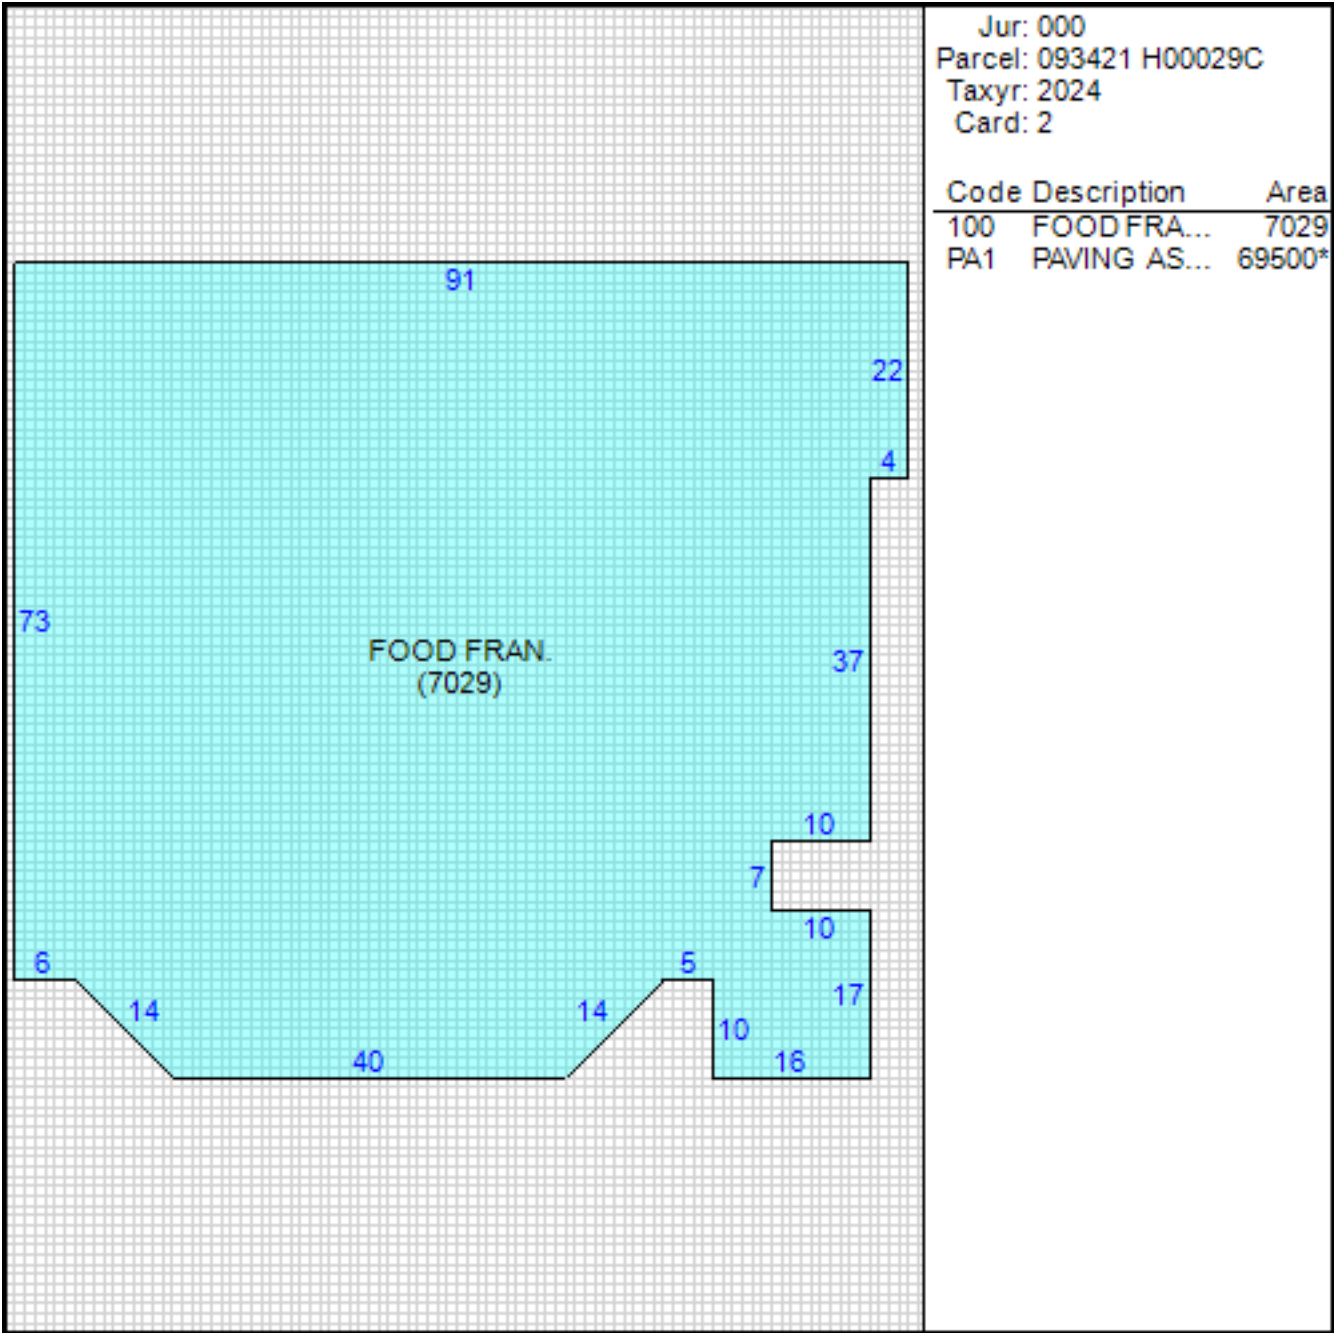 Jur: 000
Parcel: 093421 H00029C
Taxyr: 2024
Card: 2
Code Description Area
100 FOOD FRA... 7029
PA1 PAVING AS... 69500*
91
22
4
73
FOOD FRAN.
(7029)
37
10
7
10
6
5
14
14
17
10
40
16